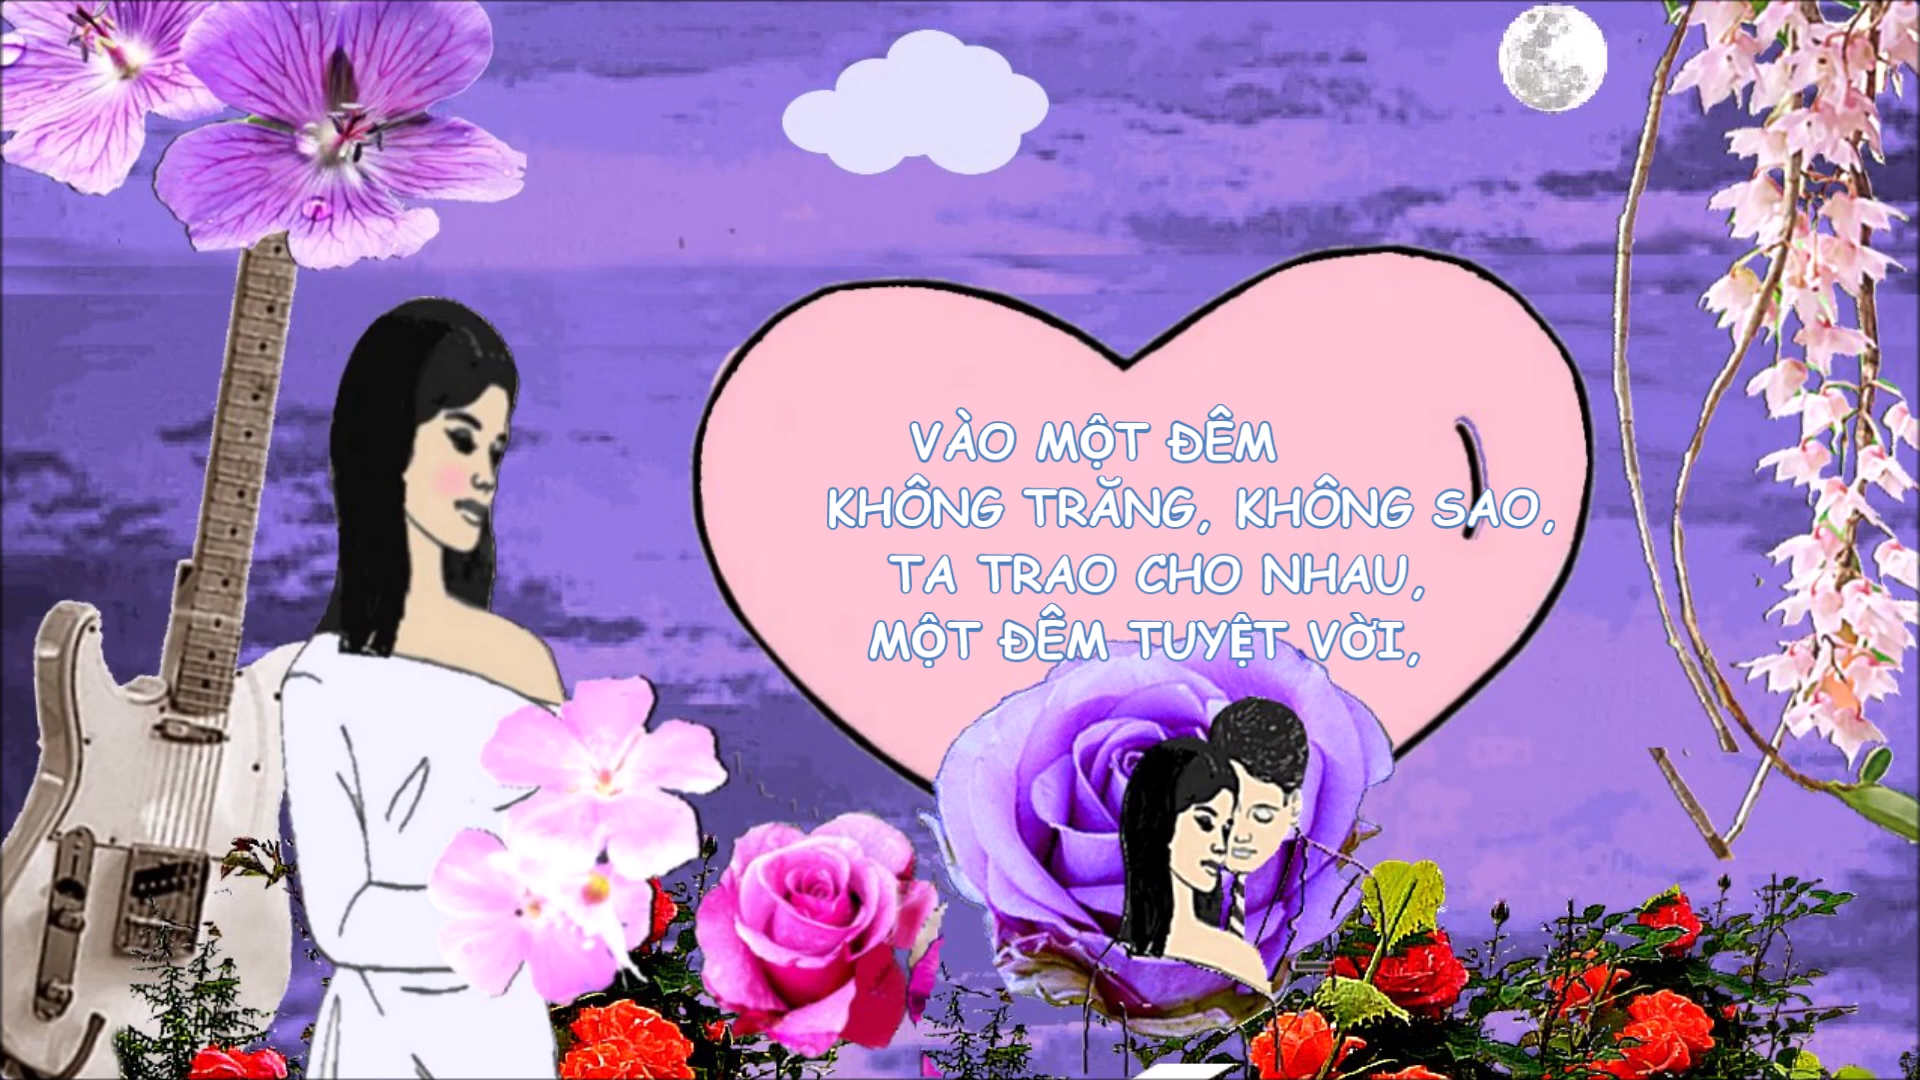 VÀO MỘT ĐÊM
KHÔNG TRĂNG, KHÔNG SAO,
TA TRAO CHO NHAU,
MỘT ĐÊM TUYỆT VỜI,